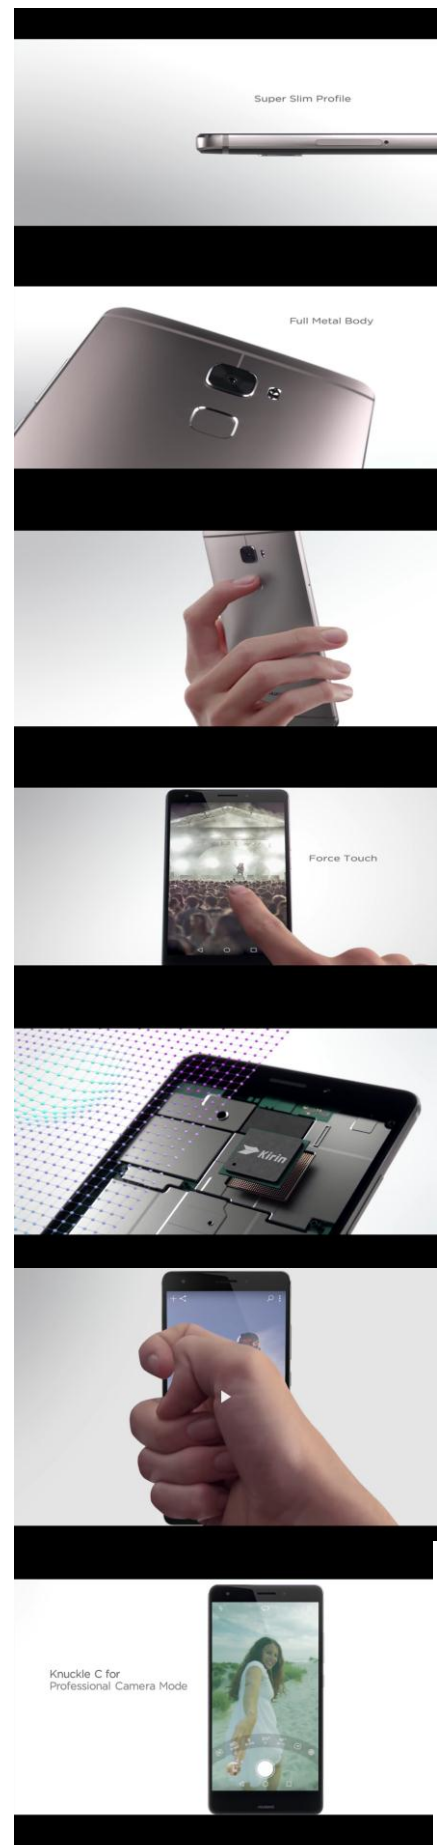 Super Slim Profile
Full Metal Body
Force Touch
Kirin
Knuckle C for
Professional Camera Mode